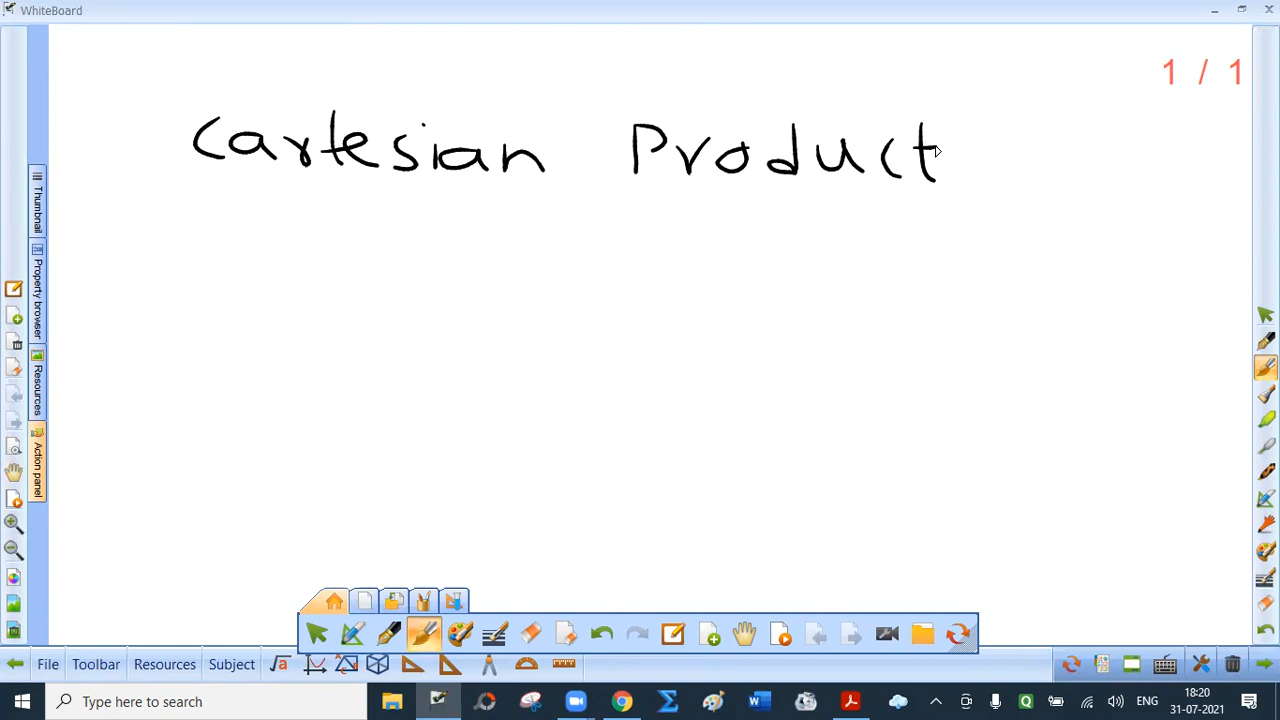 WhiteBoard
1 / 1
Cartesian Product
Thumbnail
Property browser
Resources
Action panel
File
Toolbar
Resources
Subject
Type here to search
ENG
18:20
31-07-2021